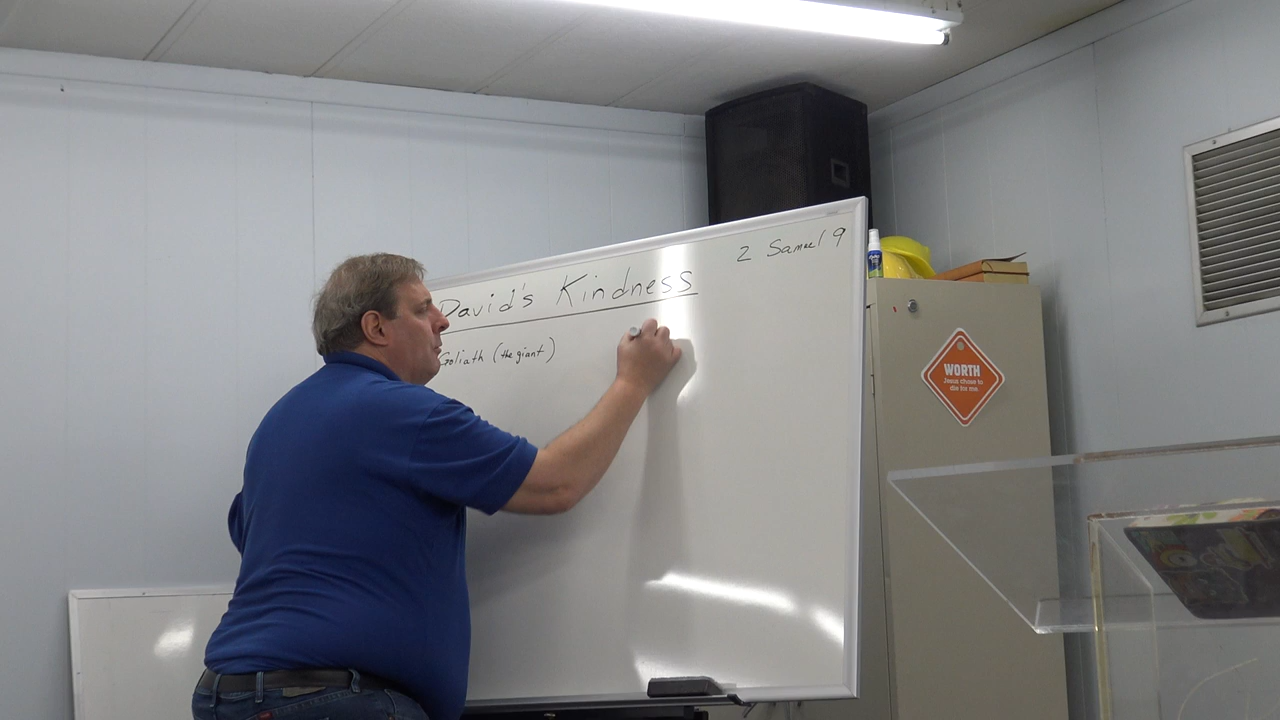 2 Samuel 9
David's Kindness
Goliath (the giant)
WORTH
Jesus chose to
die for me